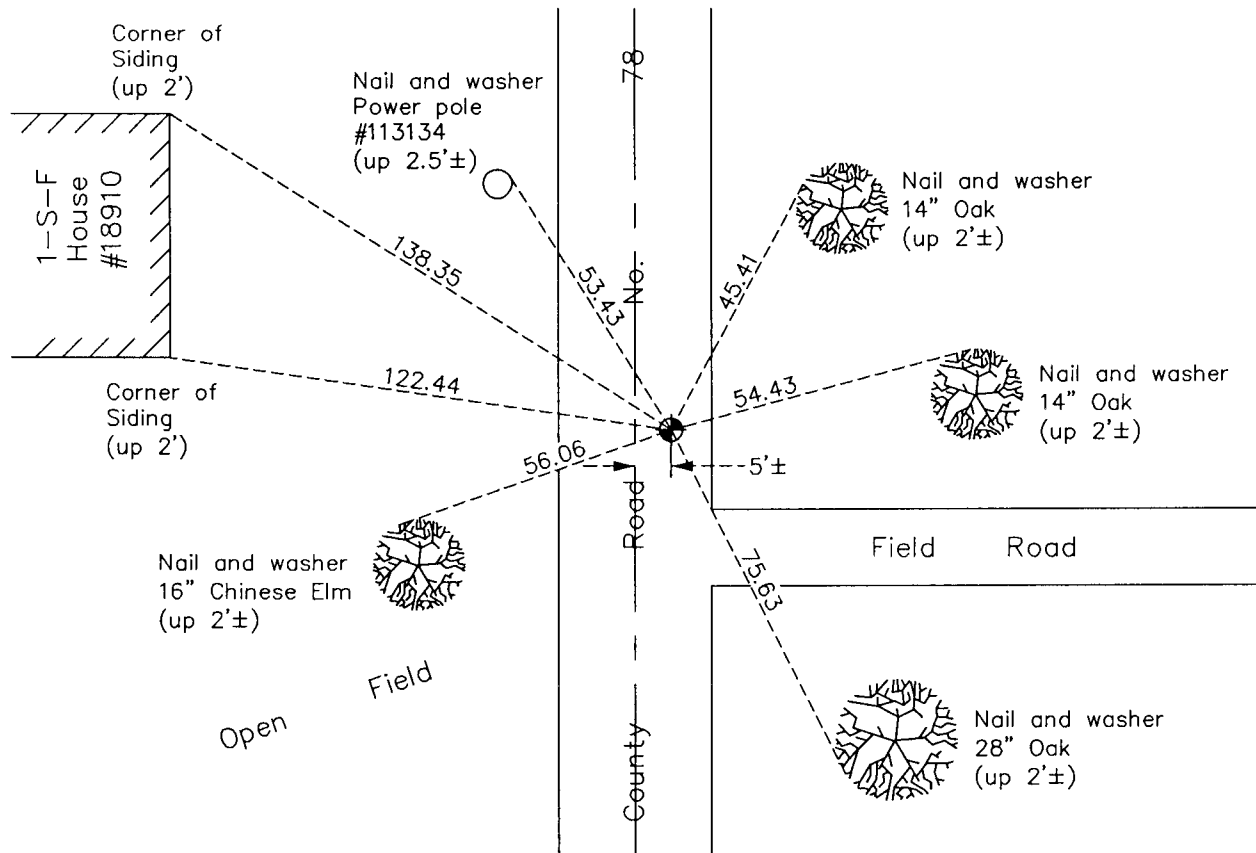 Corner of
Siding
(up 2')
Nail and washer
Power pole
#113134
(up 2.5'±)
1-S-F
House
#18910
County Road No. 78
Nail and washer
14" Oak
(up 2'±)
138.35
53.43
45.41
122.44
54.43
Nail and washer
14" Oak
(up 2'±)
Corner of
Siding
(up 2')
56.06
5'±
Field Road
75.63
Nail and washer
16" Chinese Elm
(up 2'±)
Open Field
Nail and washer
28" Oak
(up 2'±)